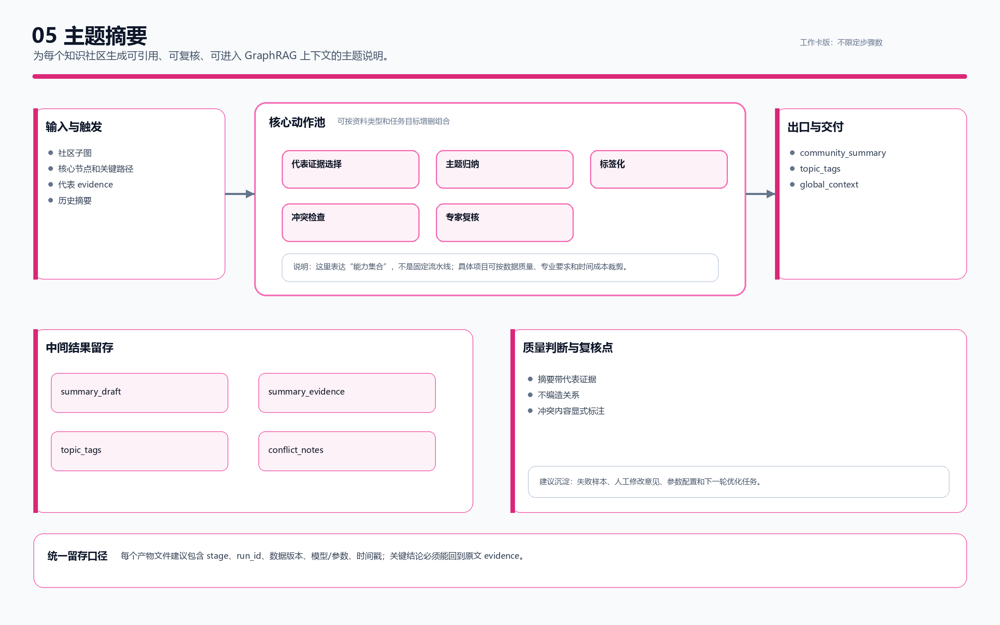 05 主题摘要
工作卡版：不限定步骤数
为每个知识社区生成可引用、可复核、可进入 GraphRAG 上下文的主题说明。
输入与触发
社区子图
核心节点和关键路径
代表 evidence
历史摘要
核心动作池
可按资料类型和任务目标增删组合
代表证据选择
主题归纳
标签化
冲突检查
专家复核
说明：这里表达“能力集合”，不是固定流水线；具体项目可按数据质量、专业要求和时间成本裁剪。
出口与交付
community_summary
topic_tags
global_context
中间结果留存
summary_draft
summary_evidence
topic_tags
conflict_notes
质量判断与复核点
摘要带代表证据
不编造关系
冲突内容显式标注
建议沉淀：失败样本、人工修改意见、参数配置和下一轮优化任务。
统一留存口径
每个产物文件建议包含 stage、run_id、数据版本、模型/参数、时间戳；关键结论必须能回到原文 evidence。